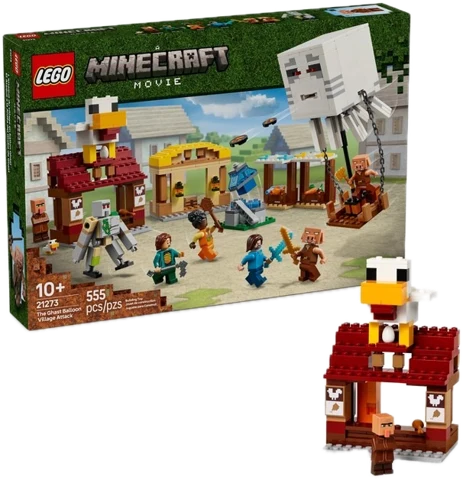 LEGO
A
MINECRAFT
MOVIE
10+
21273
The Ghast Balloon
Village Attack
555
pcs/pzs